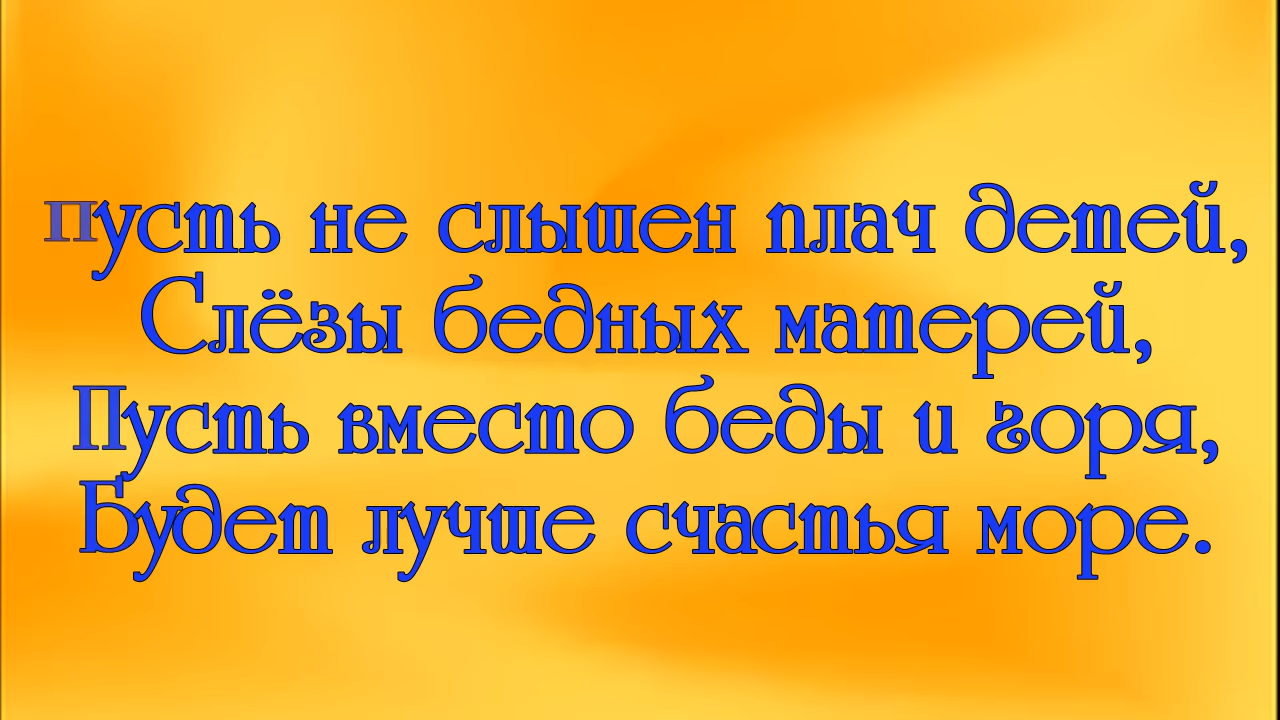 Пусть не слышен плач детей,
Слёзы бедных матерей,
Пусть вместо беды и горя,
Будет лучше счастья море.